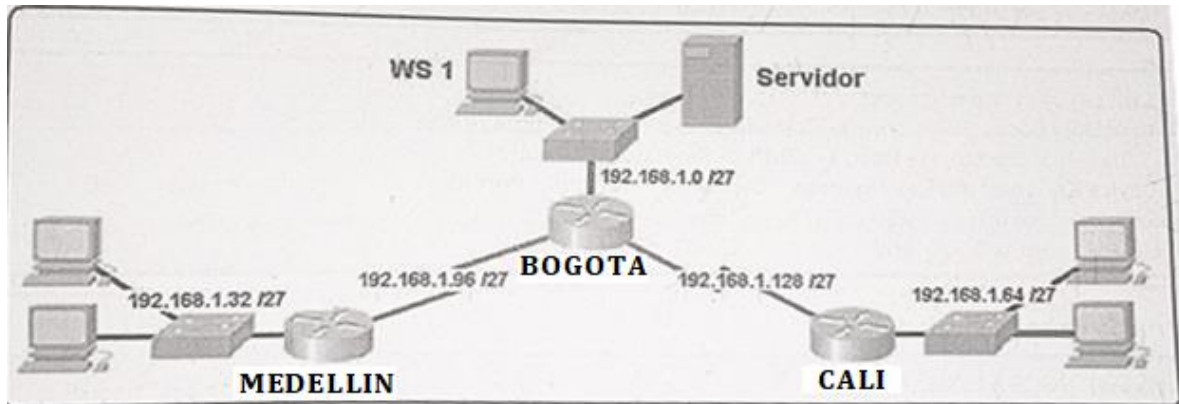 WS 1
Servidor
192.168.1.0 /27
BOGOTA
192.168.1.96 /27
192.168.1.128 /27
192.168.1.32 /27
192.168.1.64 /27
MEDELLIN
CALI